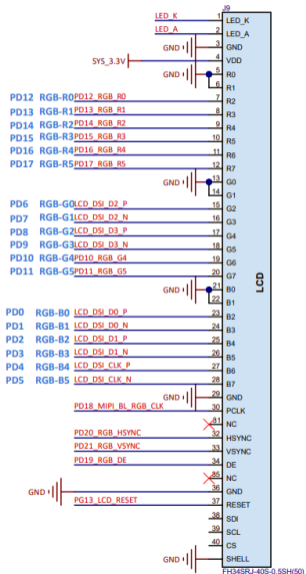 J9
LED_K 1 LED_K
LED_A 2 LED_A
GND 3 GND
SYS_3.3V 4 VDD
GND 5 R0
6 R1
PD12 RGB-R0 PD12_RGB_R0 7 R2
PD13 RGB-R1 PD13_RGB_R1 8 R3
PD14 RGB-R2 PD14_RGB_R2 9 R4
PD15 RGB-R3 PD15_RGB_R3 10 R5
PD16 RGB-R4 PD16_RGB_R4 11 R6
PD17 RGB-R5 PD17_RGB_R5 12 R7
GND 13 G0
14 G1
PD6 RGB-G0 LCD_DSI_D2_P 15 G2
PD7 RGB-G1 LCD_DSI_D2_N 16 G3
PD8 RGB-G2 LCD_DSI_D3_P 17 G4
PD9 RGB-G3 LCD_DSI_D3_N 18 G5
PD10 RGB-G4 PD10_RGB_G4 19 G6
PD11 RGB-G5 PD11_RGB_G5 20 G7
GND 21 B0
22 B1
LCD
PD0 RGB-B0 LCD_DSI_D0_P 23 B2
PD1 RGB-B1 LCD_DSI_D0_N 24 B3
PD2 RGB-B2 LCD_DSI_D1_P 25 B4
PD3 RGB-B3 LCD_DSI_D1_N 26 B5
PD4 RGB-B4 LCD_DSI_CLK_P 27 B6
PD5 RGB-B5 LCD_DSI_CLK_N 28 B7
GND 29 GND
PD18_MIPI_BL_RGB_CLK 30 PCLK
31 NC
PD20_RGB_HSYNC 32 HSYNC
PD21_RGB_VSYNC 33 VSYNC
PD19_RGB_DE 34 DE
35 NC
GND 36 GND
PG13_LCD_RESET 37 RESET
38 SDI
39 SCL
40 CS
GND SHELL
FH34SRJ-40S-0.5SH(50)